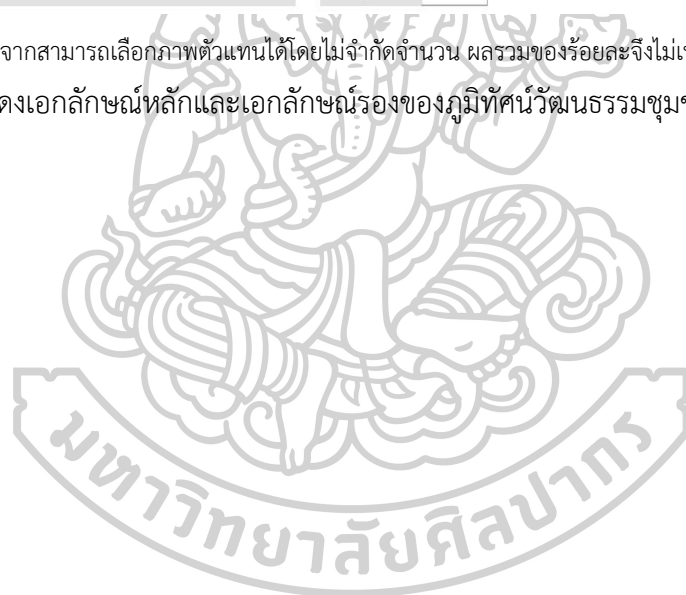 จากสามารถเลือกภาพตัวแทนได้โดยไม่จำกัดจำนวน ผลรวมของร้อยละจึงไม่เ
ดงเอกลักษณ์หลักและเอกลักษณ์รองของภูมิทัศน์วัฒนธรรมชุมช
มหาวิทยาลัยศิลปากร